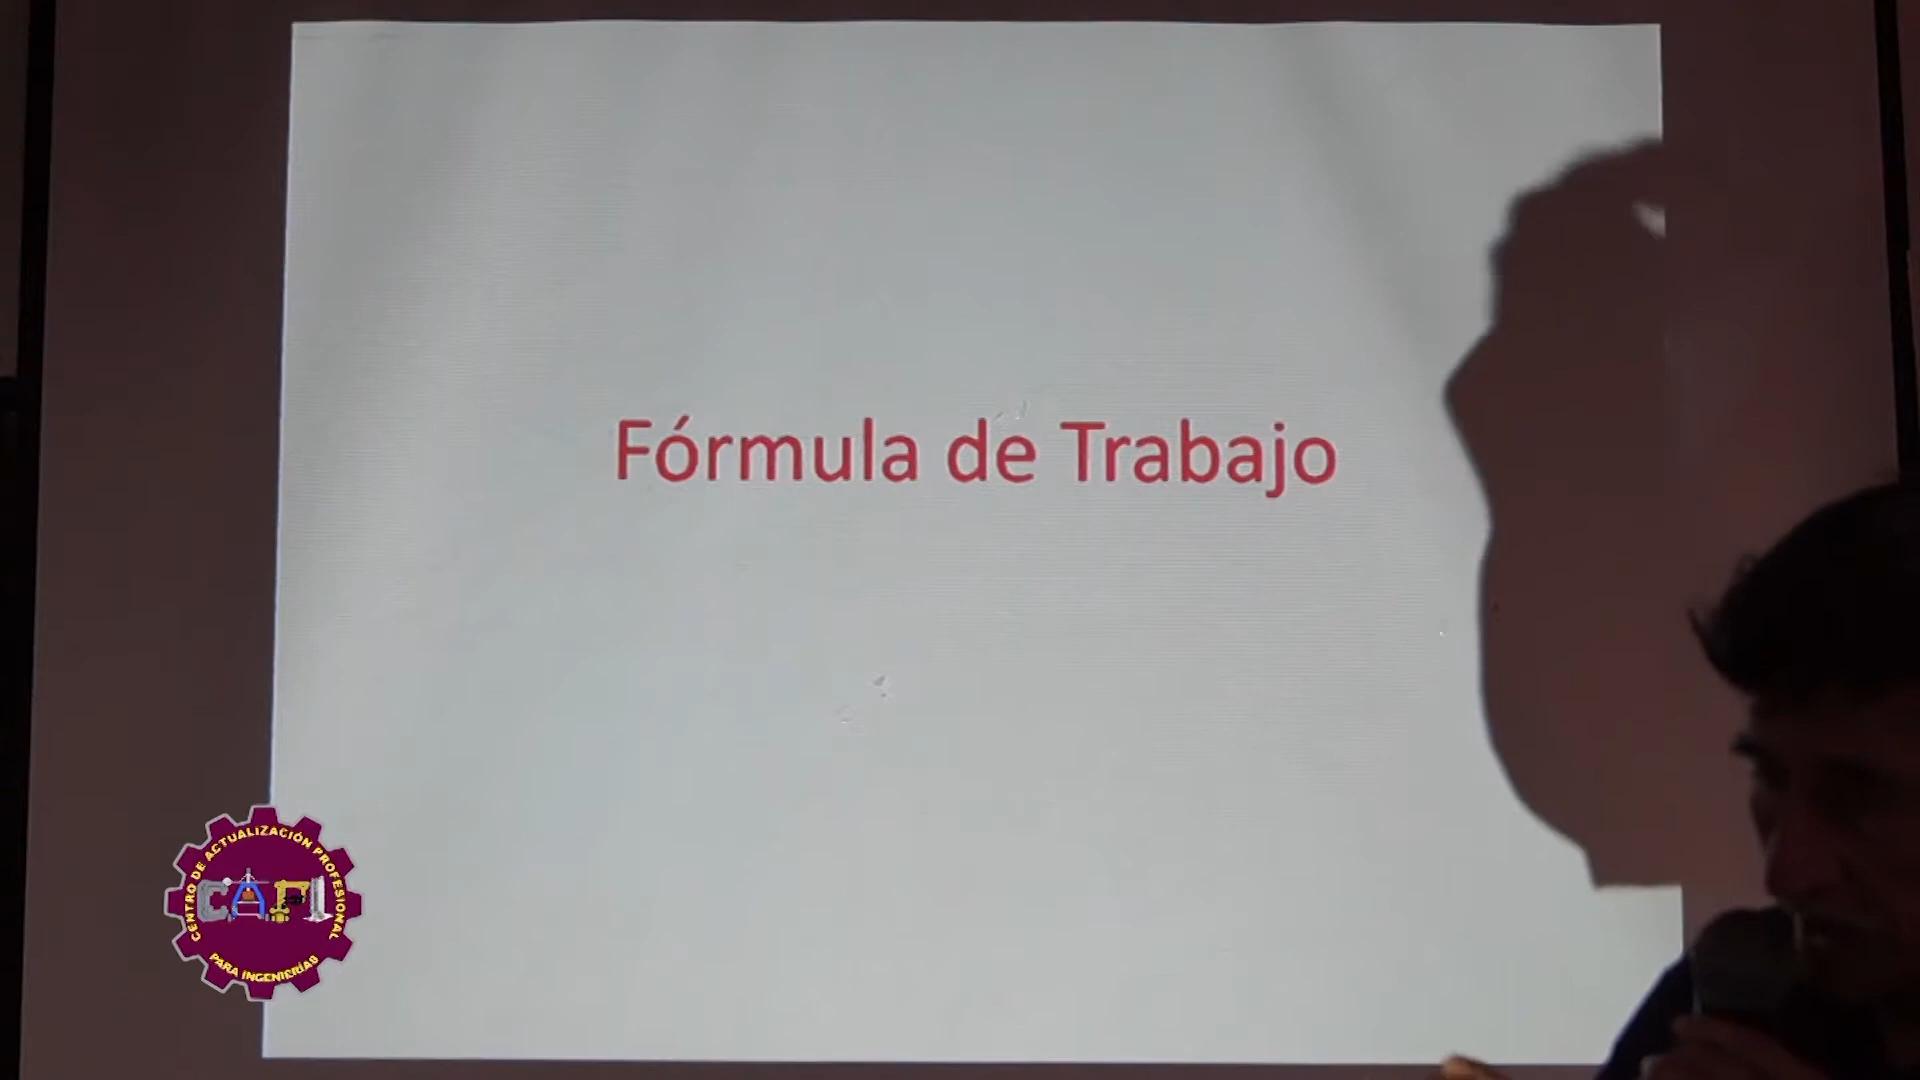 Fórmula de Trabajo
CENTRO DE ACTUALIZACIÓN PROFESIONAL
CAPI
PARA INGENIERÍAS